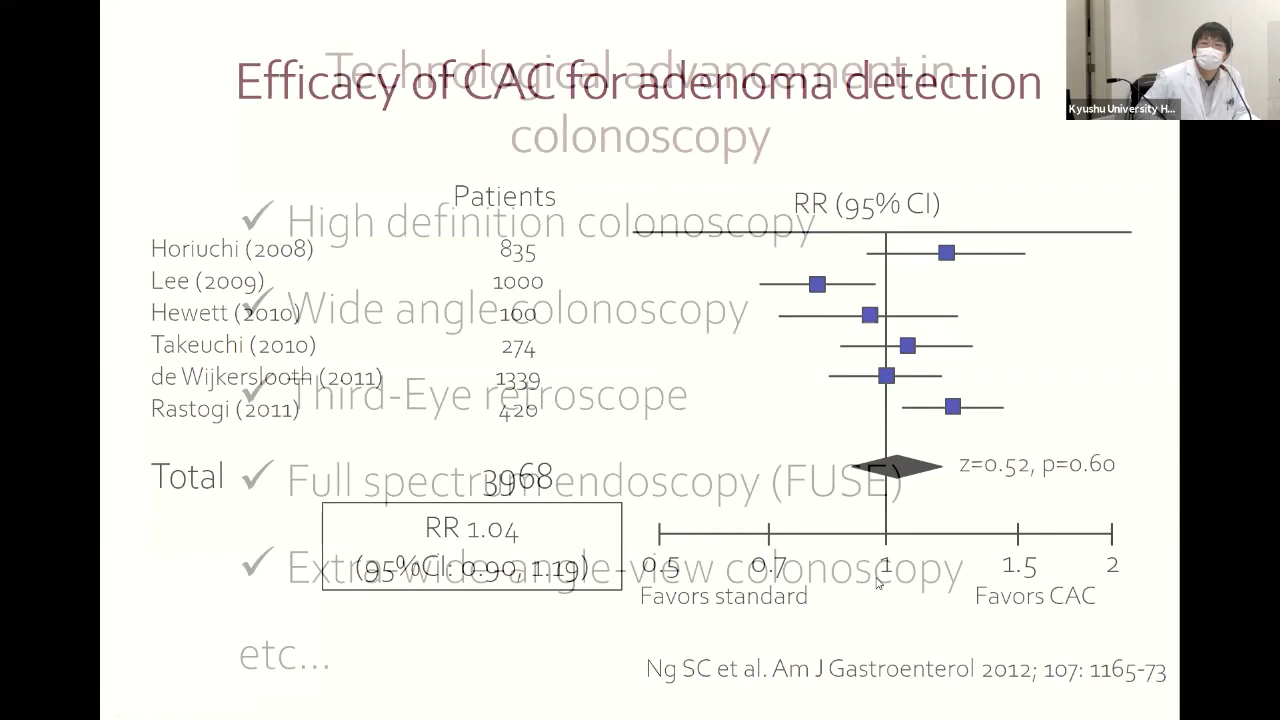 Technological advancement in
colonoscopy
✓ High definition colonoscopy
✓ Wide angle colonoscopy
✓ Third-Eye retroscope
✓ Full spectrum endoscopy (FUSE)
✓ Extra-wide-angle-view colonoscopy
etc...
Efficacy of CAC for adenoma detection
Patients
RR (95% CI)
Horiuchi (2008) 835
Lee (2009) 1000
Hewett (2010) 100
Takeuchi (2010) 274
de Wijkerslooth (2011) 1339
Rastogi (2011) 420
Total 3968
z=0.52, p=0.60
RR 1.04
(95%CI: 0.90, 1.19)
0.5 0.7 1 1.5 2
Favors standard Favors CAC
Ng SC et al. Am J Gastroenterol 2012; 107: 1165-73
Kyushu University H...